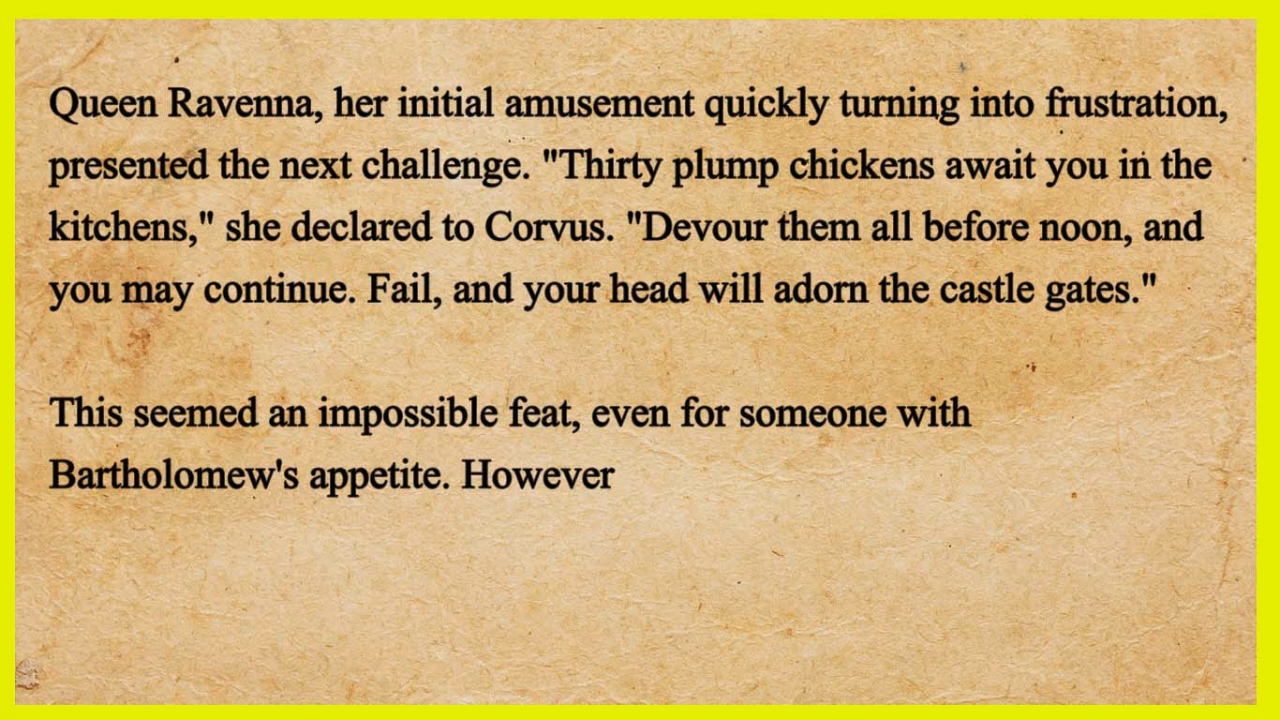 Queen Ravenna, her initial amusement quickly turning into frustration,
presented the next challenge. "Thirty plump chickens await you in the
kitchens," she declared to Corvus. "Devour them all before noon, and
you may continue. Fail, and your head will adorn the castle gates."
This seemed an impossible feat, even for someone with
Bartholomew's appetite. However